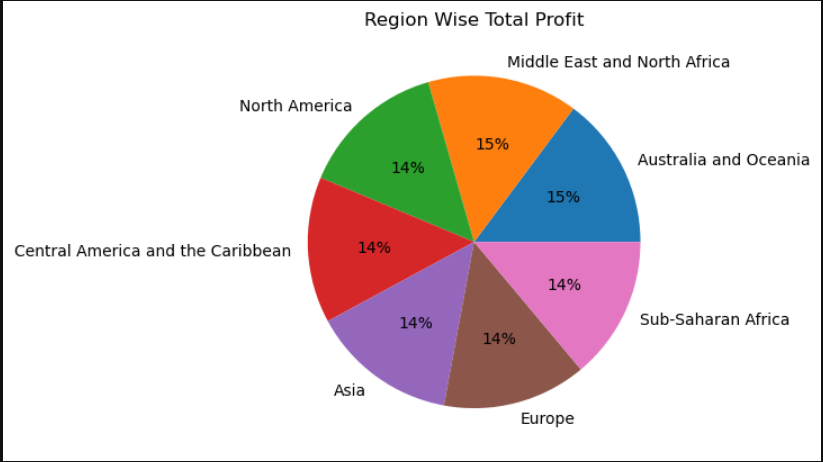 Region Wise Total Profit
Middle East and North Africa
North America
15%
Australia and Oceania
14%
15%
Central America and the Caribbean
14%
14%
Sub-Saharan Africa
14%
14%
Asia
Europe